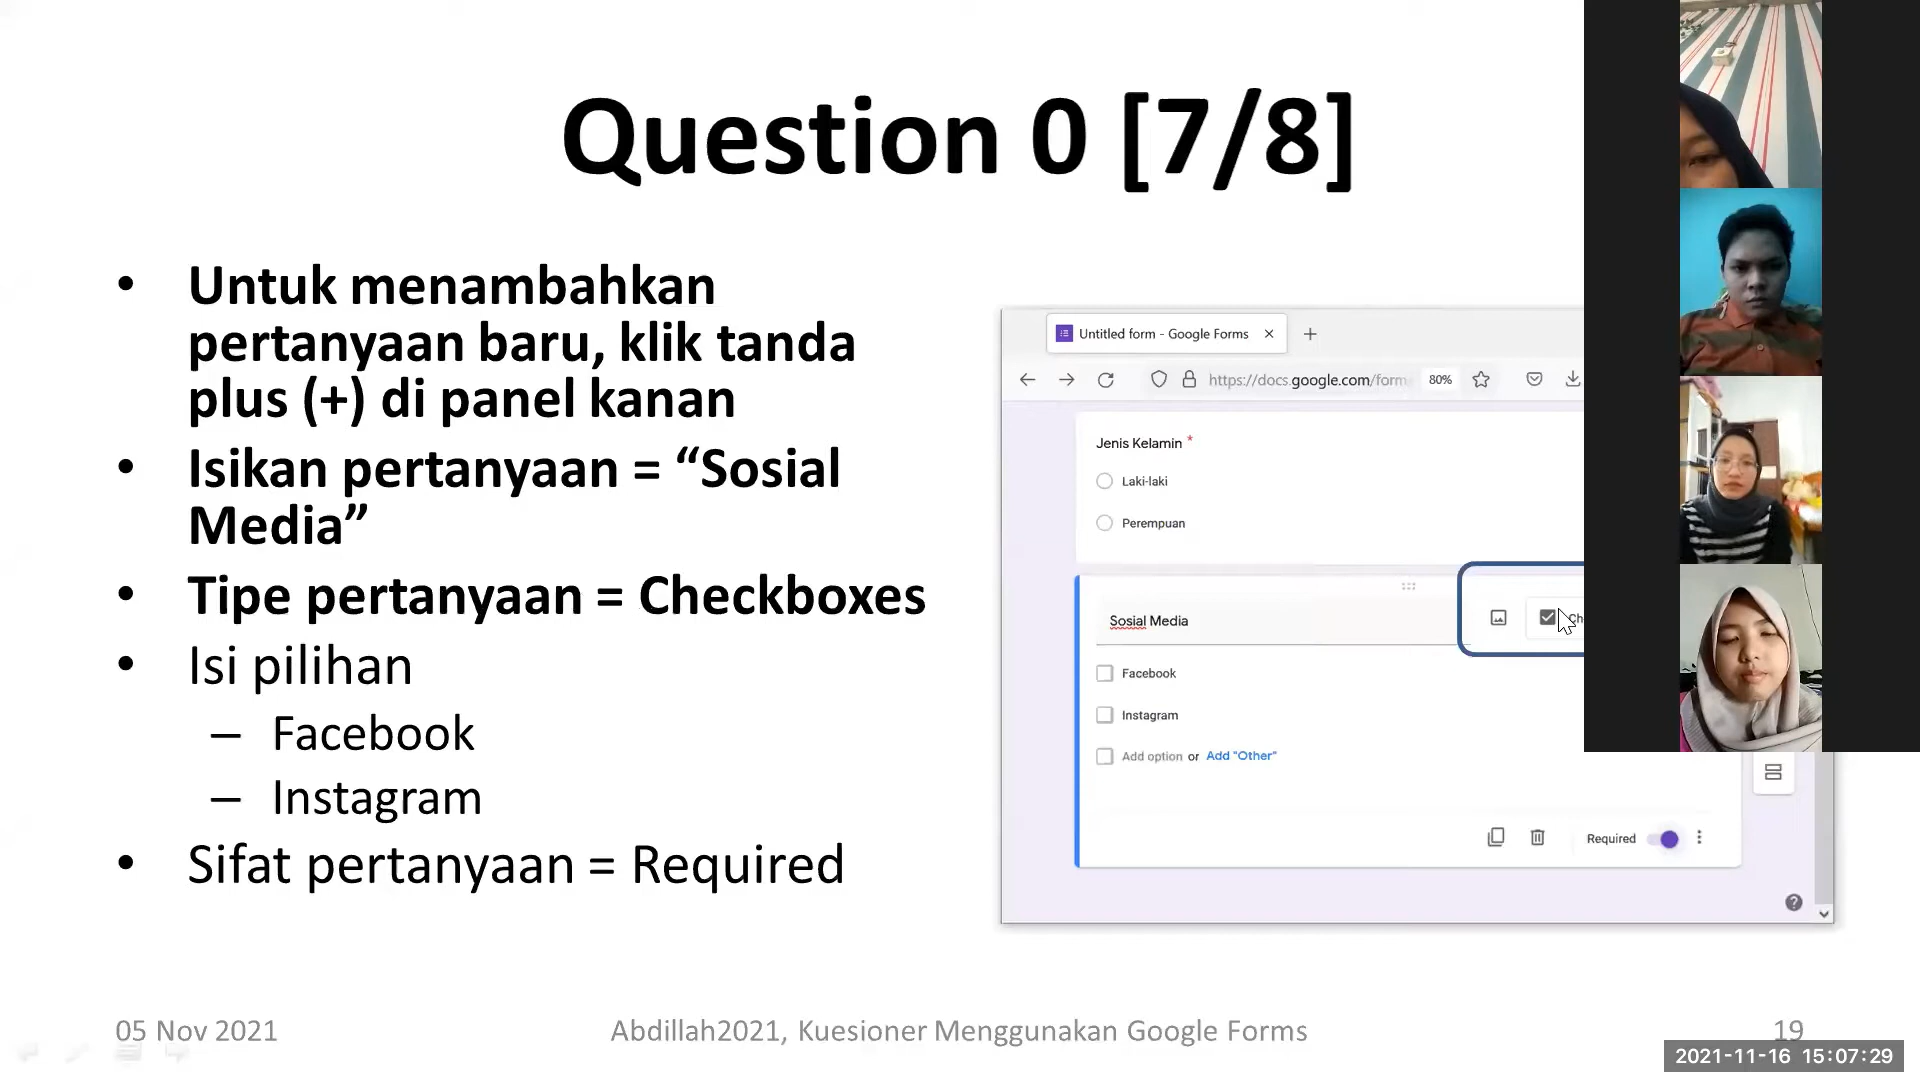 Question 0 [7/8]
• Untuk menambahkan
pertanyaan baru, klik tanda
plus (+) di panel kanan
• Isikan pertanyaan = “Sosial
Media”
• Tipe pertanyaan = Checkboxes
• Isi pilihan
– Facebook
– Instagram
• Sifat pertanyaan = Required
Untitled form - Google Forms
https://docs.google.com/form
80%
Jenis Kelamin *
Laki-laki
Perempuan
Sosial Media
Ch
Facebook
Instagram
Add option or Add "Other"
Required
05 Nov 2021
Abdillah2021, Kuesioner Menggunakan Google Forms
19
2021-11-16 15:07:29